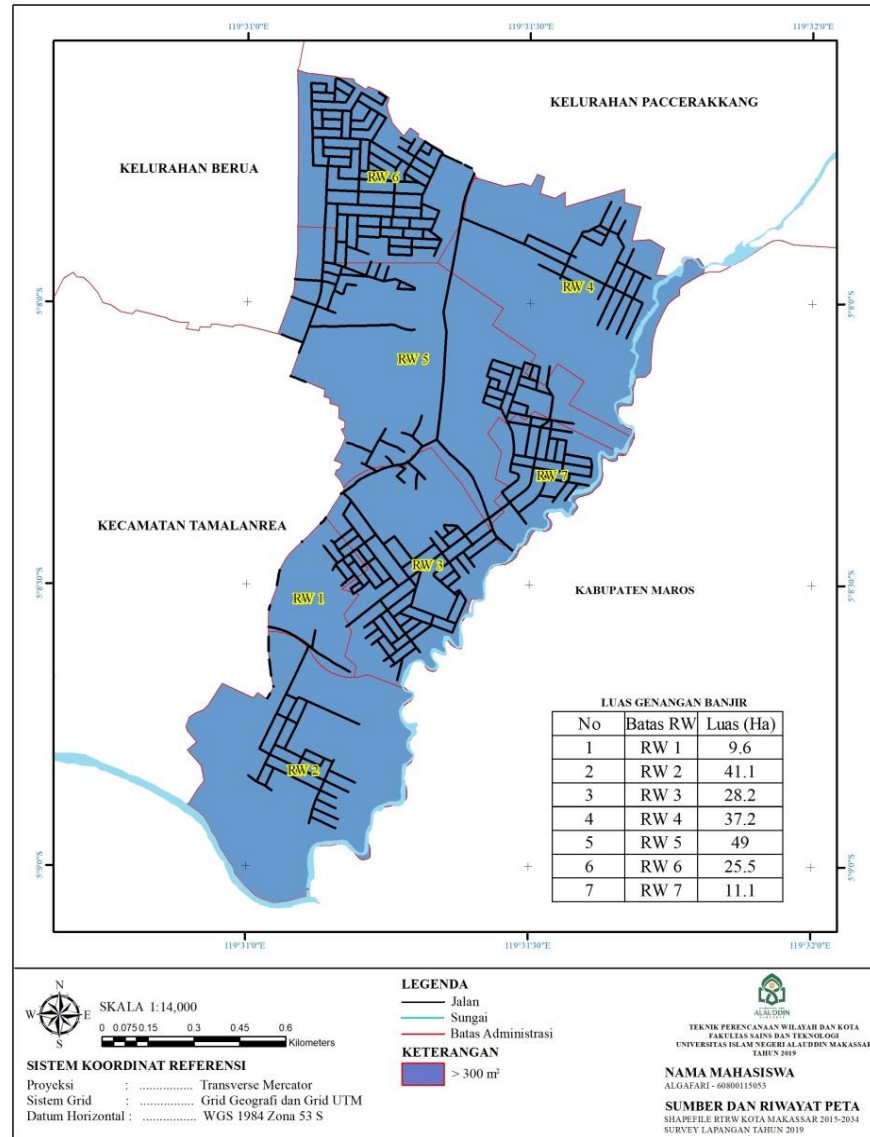 119°31'0"E 119°31'30"E 119°32'0"E
KELURAHAN PACCERAKKANG
KELURAHAN BERUA
RW 6
RW 4
5°8'0"S 5°8'0"S
RW 5
RW 7
KECAMATAN TAMALANREA
RW 3
5°8'30"S 5°8'30"S
KABUPATEN MAROS
RW 1
RW 2
LUAS GENANGAN BANJIR
No Batas RW Luas (Ha)
1 RW 1 9.6
2 RW 2 41.1
3 RW 3 28.2
4 RW 4 37.2
5 RW 5 49
6 RW 6 25.5
7 RW 7 11.1
5°9'0"S 5°9'0"S
119°31'0"E 119°31'30"E 119°32'0"E
N
W E
S
SKALA 1:14,000
0 0.075 0.15 0.3 0.45 0.6
Kilometers
SISTEM KOORDINAT REFERENSI
Proyeksi : ................ Transverse Mercator
Sistem Grid : ................ Grid Geografi dan Grid UTM
Datum Horizontal : ................ WGS 1984 Zona 53 S
LEGENDA
Jalan
Sungai
Batas Administrasi
KETERANGAN
> 300 m²
ALAUDDIN
TEKNIK PERENCANAAN WILAYAH DAN KOTA
FAKULTAS SAINS DAN TEKNOLOGI
UNIVERSITAS ISLAM NEGERI ALAUDDIN MAKASSAR
TAHUN 2019
NAMA MAHASISWA
ALGAFARI - 60800115053
SUMBER DAN RIWAYAT PETA
SHAPEFILE RTRW KOTA MAKASSAR 2015-2034
SURVEY LAPANGAN TAHUN 2019